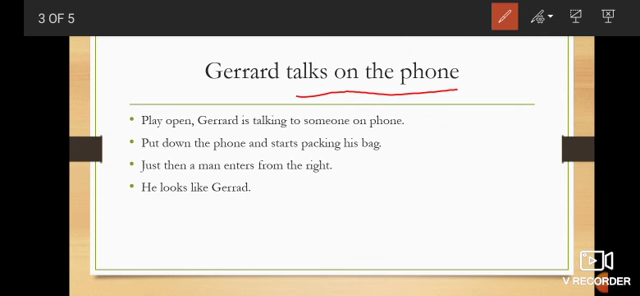 3 OF 5
Gerrard talks on the phone
• Play open, Gerrard is talking to someone on phone.
• Put down the phone and starts packing his bag.
• Just then a man enters from the right.
• He looks like Gerrad.
V RECORDER